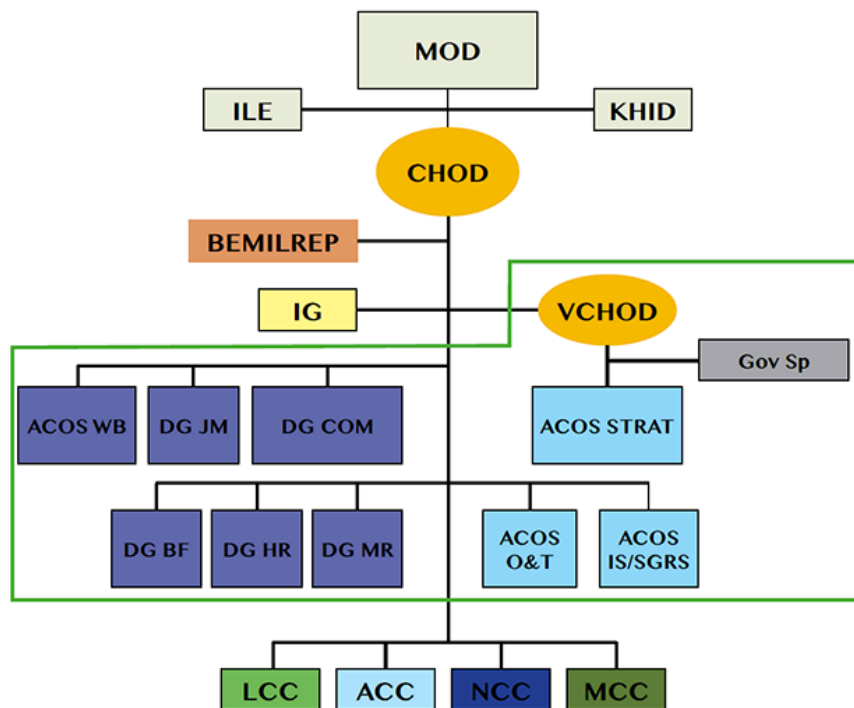 MOD
ILE
KHID
CHOD
BEMILREP
IG
VCHOD
Gov Sp
ACOS WB
DG JM
DG COM
ACOS STRAT
DG BF
DG HR
DG MR
ACOS
O&T
ACOS
IS/SGRS
LCC
ACC
NCC
MCC